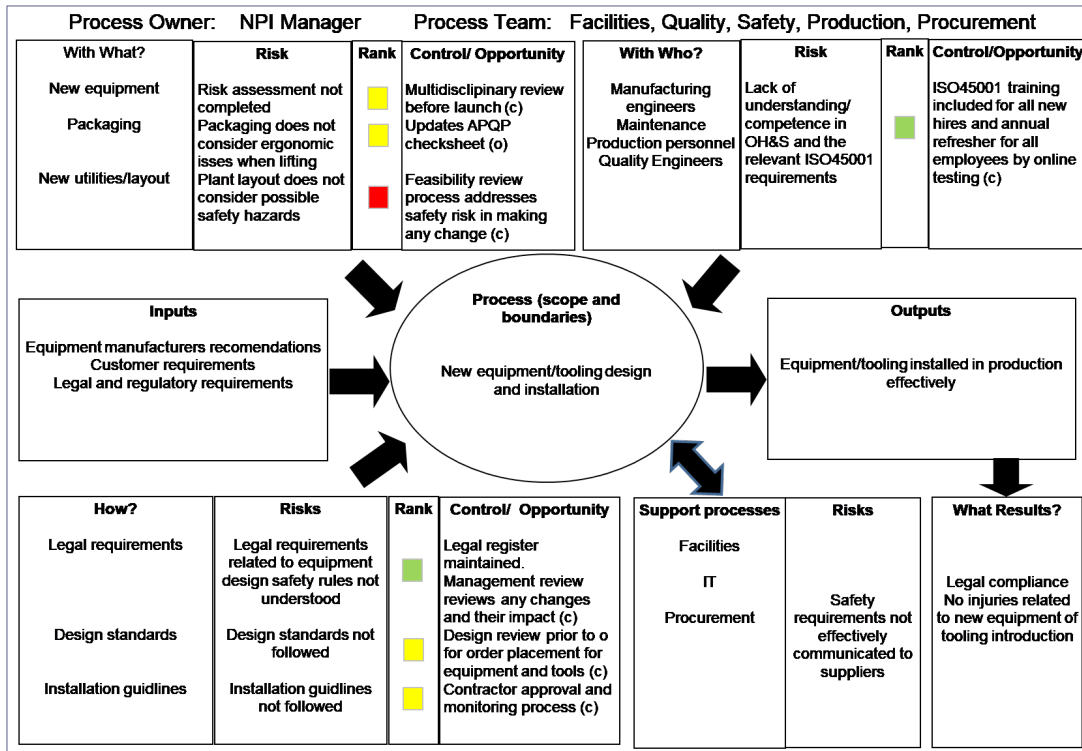 Process Owner: NPI Manager Process Team: Facilities, Quality, Safety, Production, Procurement
With What?
New equipment
Packaging
New utilities/layout
Risk
Risk assessment not
completed
Packaging does not
consider ergonomic
isses when lifting
Plant layout does not
consider possible
safety hazards
Rank
Control/ Opportunity
Multidisclipinary review
before launch (c)
Updates APQP
checksheet (o)
Feasibility review
process addresses
safety risk in making
any change (c)
With Who?
Manufacturing
engineers
Maintenance
Production personnel
Quality Engineers
Risk
Lack of
understanding/
competence in
OH&S and the
relevant ISO45001
requirements
Rank
Control/Opportunity
ISO45001 training
included for all new
hires and annual
refresher for all
employees by online
testing (c)
Inputs
Equipment manufacturers recomendations
Customer requirements
Legal and regulatory requirements
Process (scope and
boundaries)
New equipment/tooling design
and installation
Outputs
Equipment/tooling installed in production
effectively
How?
Legal requirements
Design standards
Installation guidlines
Risks
Legal requirements
related to equipment
design safety rules not
understood
Design standards not
followed
Installation guidlines
not followed
Rank
Control/ Opportunity
Legal register
maintained.
Management review
reviews any changes
and their impact (c)
Design review prior to o
for order placement for
equipment and tools (c)
Contractor approval and
monitoring process (c)
Support processes
Facilities
IT
Procurement
Risks
Safety
requirements not
effectively
communicated to
suppliers
What Results?
Legal compliance
No injuries related
to new equipment of
tooling introduction